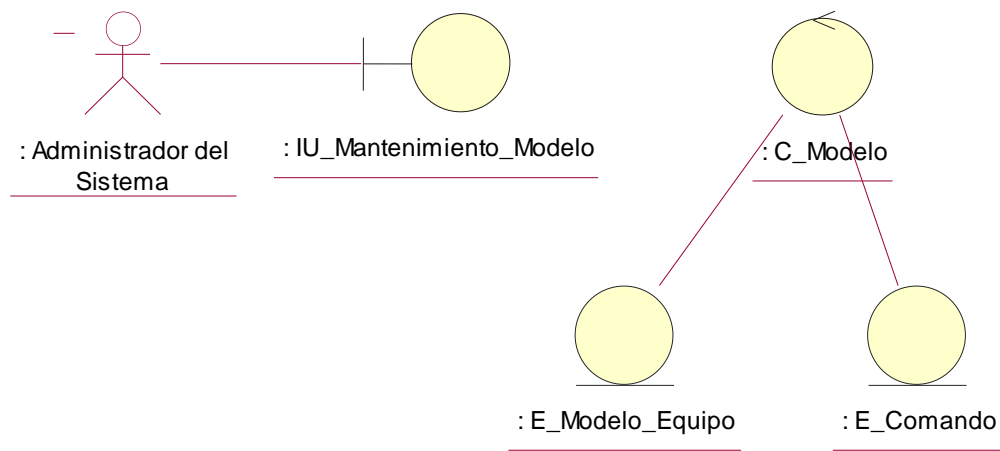 : Administrador del
Sistema
: IU_Mantenimiento_Modelo
: C_Modelo
: E_Modelo_Equipo
: E_Comando